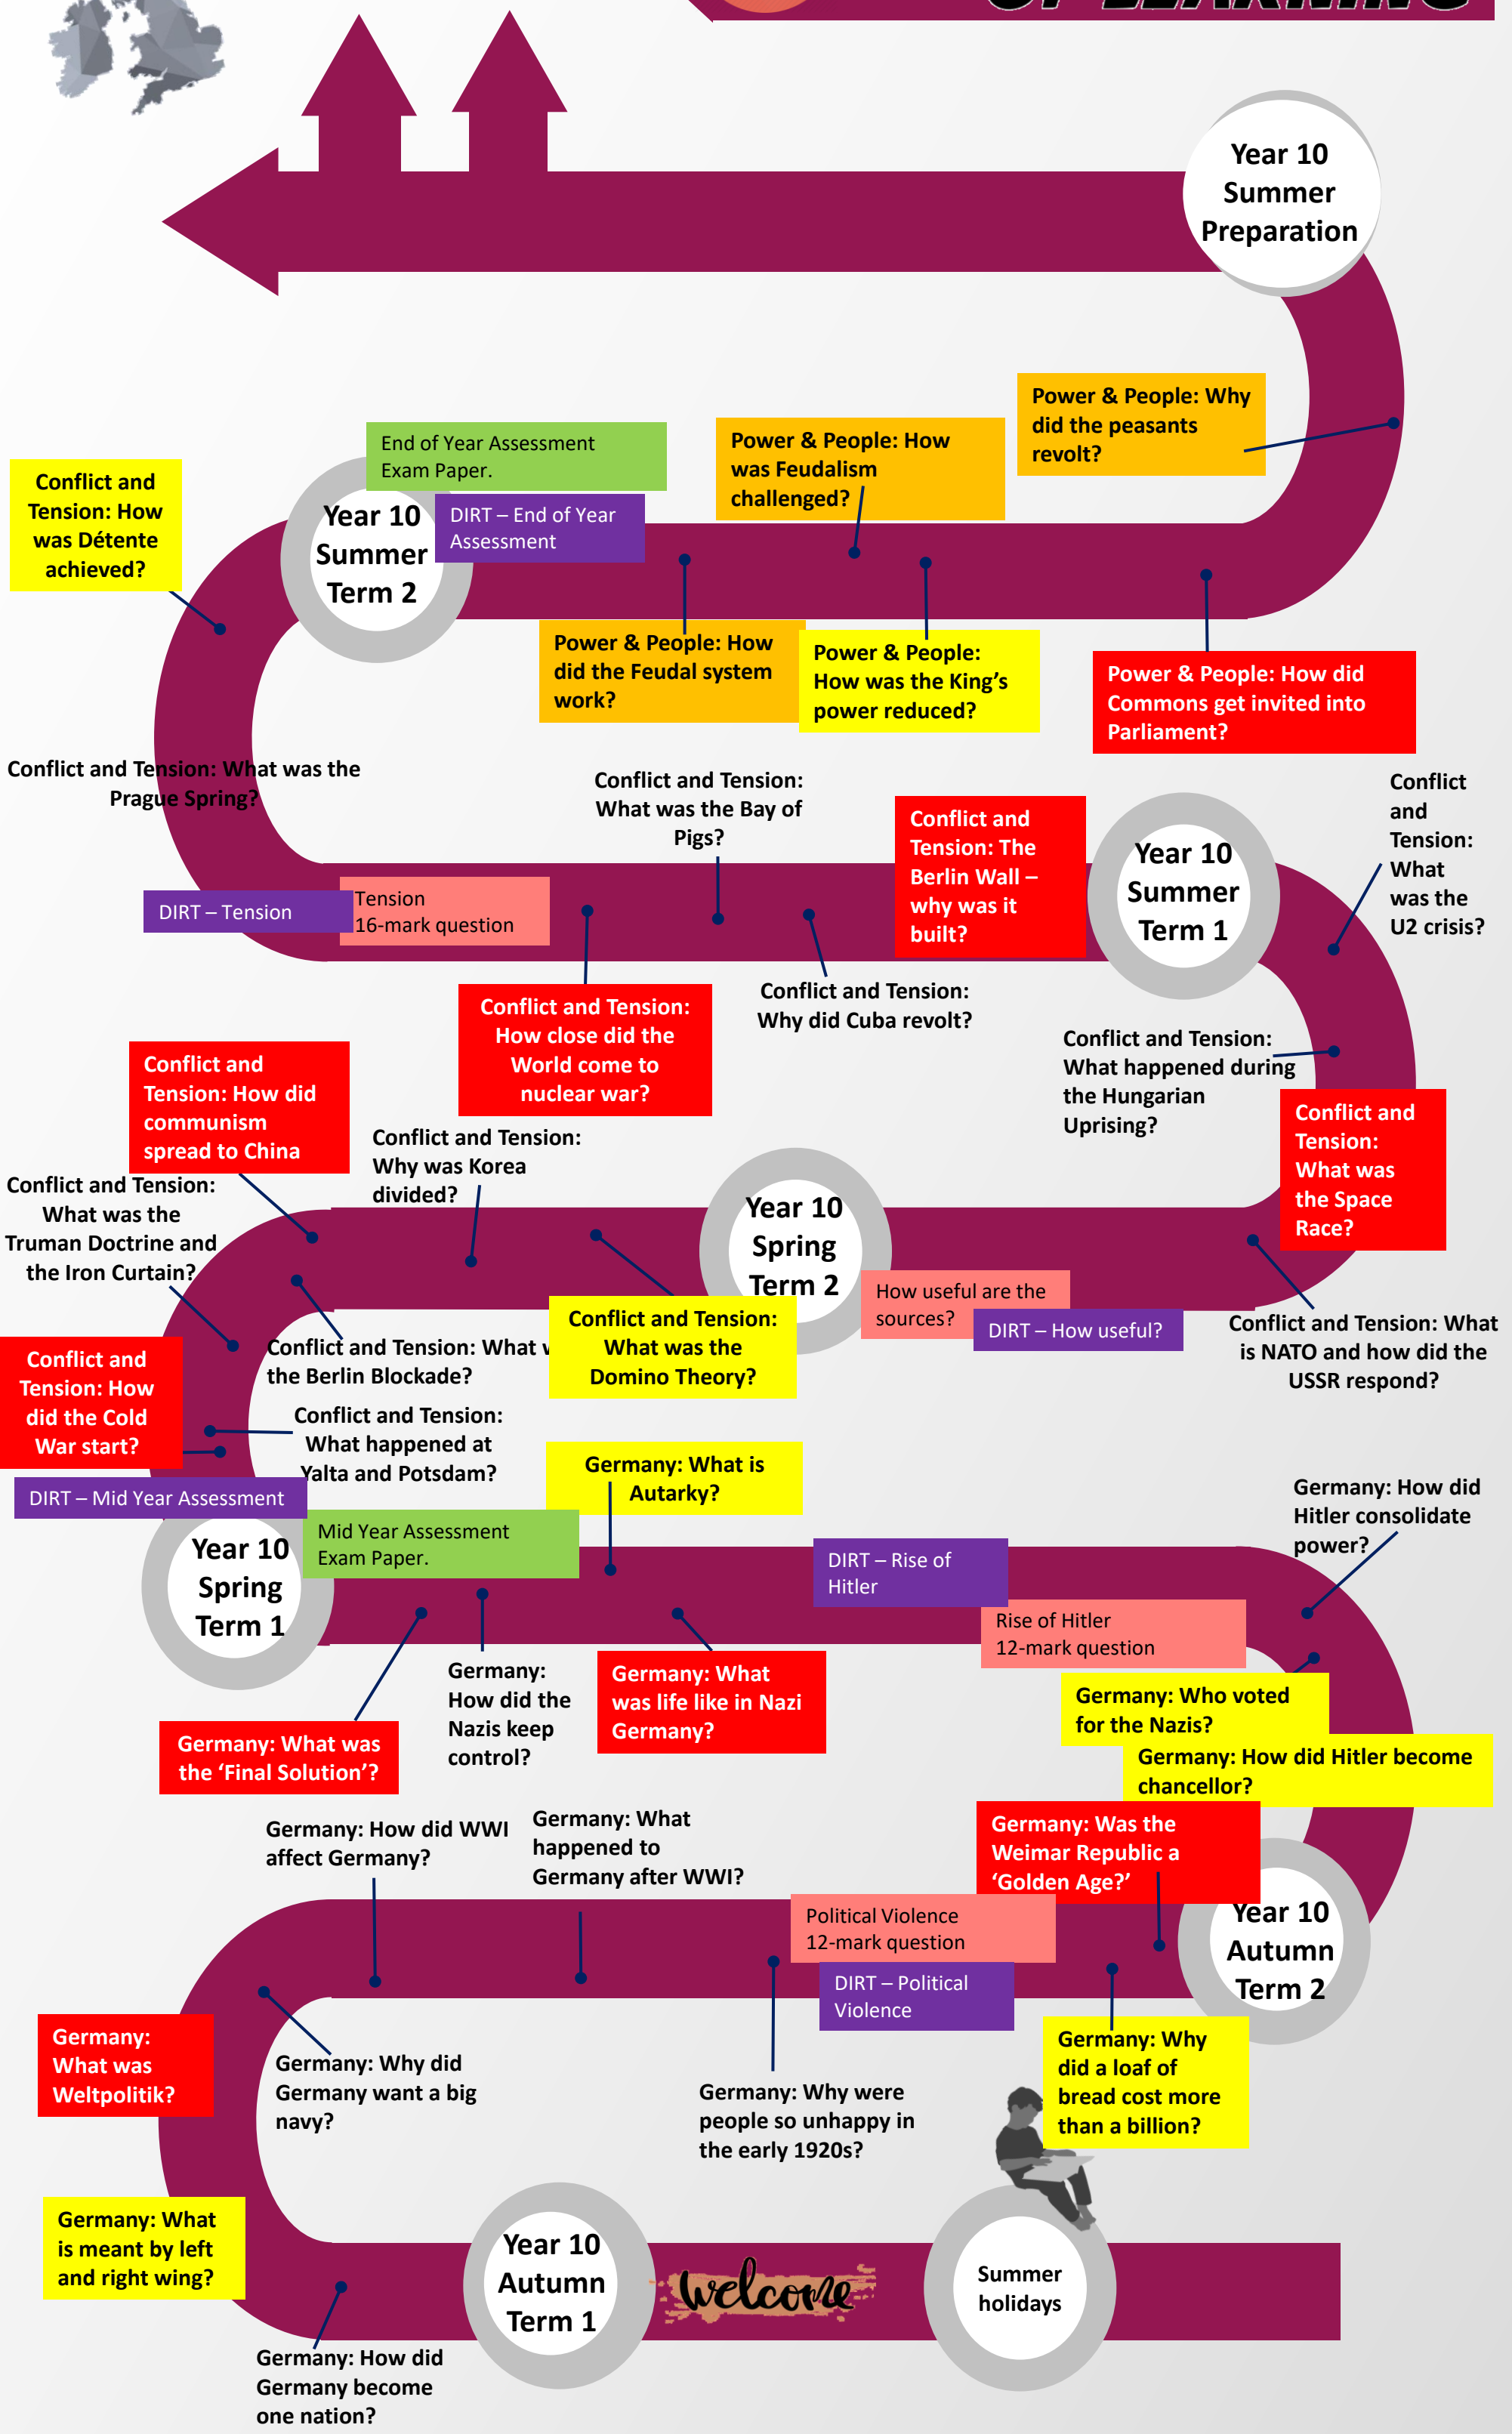 OF LEARNING
Year 10
Summer
Preparation
Power & People: Why
did the peasants
revolt?
Power & People: How
was Feudalism
challenged?
End of Year Assessment
Exam Paper.
DIRT – End of Year
Assessment
Year 10
Summer
Term 2
Conflict and
Tension: How
was Détente
achieved?
Power & People: How
did the Feudal system
work?
Power & People:
How was the King's
power reduced?
Power & People: How did
Commons get invited into
Parliament?
Conflict and Tension: What was the
Prague Spring?
Conflict and Tension:
What was the Bay of
Pigs?
Conflict and
Tension: The
Berlin Wall –
why was it
built?
Year 10
Summer
Term 1
Conflict
and
Tension:
What
was the
U2 crisis?
DIRT – Tension
Tension
16-mark question
Conflict and Tension:
How close did the
World come to
nuclear war?
Conflict and Tension:
Why did Cuba revolt?
Conflict and Tension:
What happened during
the Hungarian
Uprising?
Conflict and
Tension:
What was
the Space
Race?
Conflict and
Tension: How did
communism
spread to China
Conflict and Tension:
Why was Korea
divided?
Conflict and Tension:
What was the
Truman Doctrine and
the Iron Curtain?
Year 10
Spring
Term 2
How useful are the
sources?
DIRT – How useful?
Conflict and Tension: What
is NATO and how did the
USSR respond?
Conflict and Tension:
What was the
Domino Theory?
Conflict and Tension: What
the Berlin Blockade?
Conflict and
Tension: How
did the Cold
War start?
Conflict and Tension:
What happened at
Yalta and Potsdam?
DIRT – Mid Year Assessment
Year 10
Spring
Term 1
Mid Year Assessment
Exam Paper.
Germany: What is
Autarky?
DIRT – Rise of
Hitler
Rise of Hitler
12-mark question
Germany: How did
Hitler consolidate
power?
Germany: Who voted
for the Nazis?
Germany: How did Hitler become
chancellor?
Germany: What was
the ‘Final Solution’?
Germany:
How did the
Nazis keep
control?
Germany: What
was life like in Nazi
Germany?
Germany: How did WWI
affect Germany?
Germany: What
happened to
Germany after WWI?
Germany: Was the
Weimar Republic a
‘Golden Age?’
Political Violence
12-mark question
DIRT – Political
Violence
Year 10
Autumn
Term 2
Germany:
What was
Weltpolitik?
Germany: Why did
Germany want a big
navy?
Germany: Why were
people so unhappy in
the early 1920s?
Germany: Why
did a loaf of
bread cost more
than a billion?
Germany: What
is meant by left
and right wing?
Year 10
Autumn
Term 1
welcome
Summer
holidays
Germany: How did
Germany become
one nation?